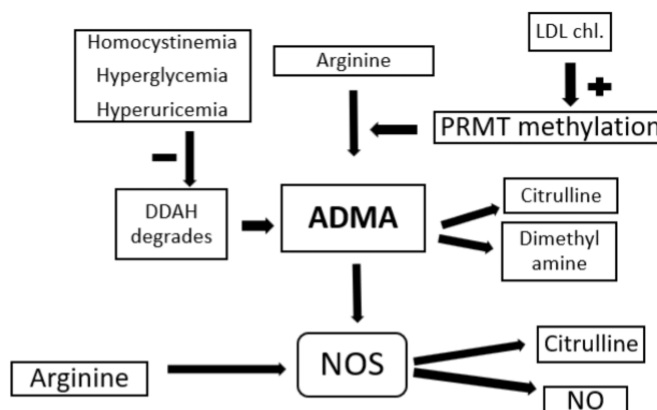 Homocystinemia
Hyperglycemia
Hyperuricemia
Arginine
LDL chl.
+
PRMT methylation
−
DDAH
degrades
ADMA
Citrulline
Dimethyl
amine
Arginine
NOS
Citrulline
NO